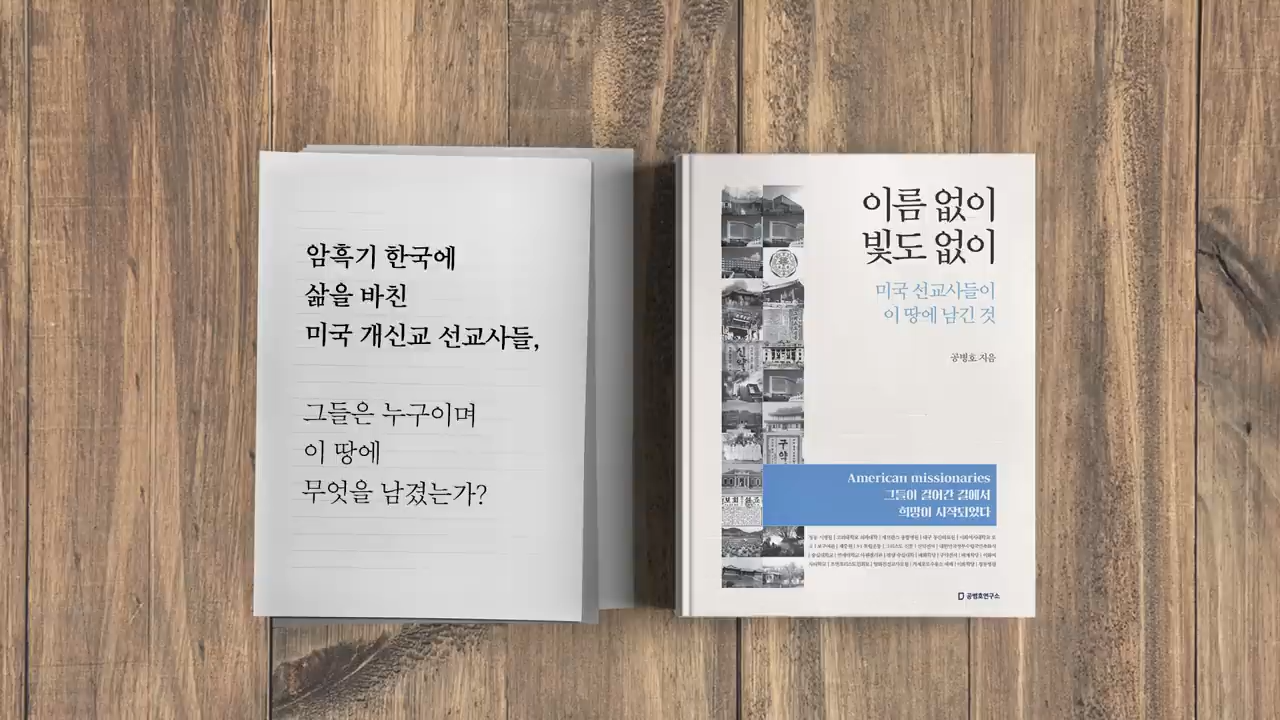 암흑기 한국에
삶을 바친
미국 개신교 선교사들,
그들은 누구이며
이 땅에
무엇을 남겼는가?
이름 없이
빛도 없이
미국 선교사들이
이 땅에 남긴 것
공병호 지음
구약
American missionaries
그들이 걸어간 길에서
희망이 시작되었다
공병호연구소